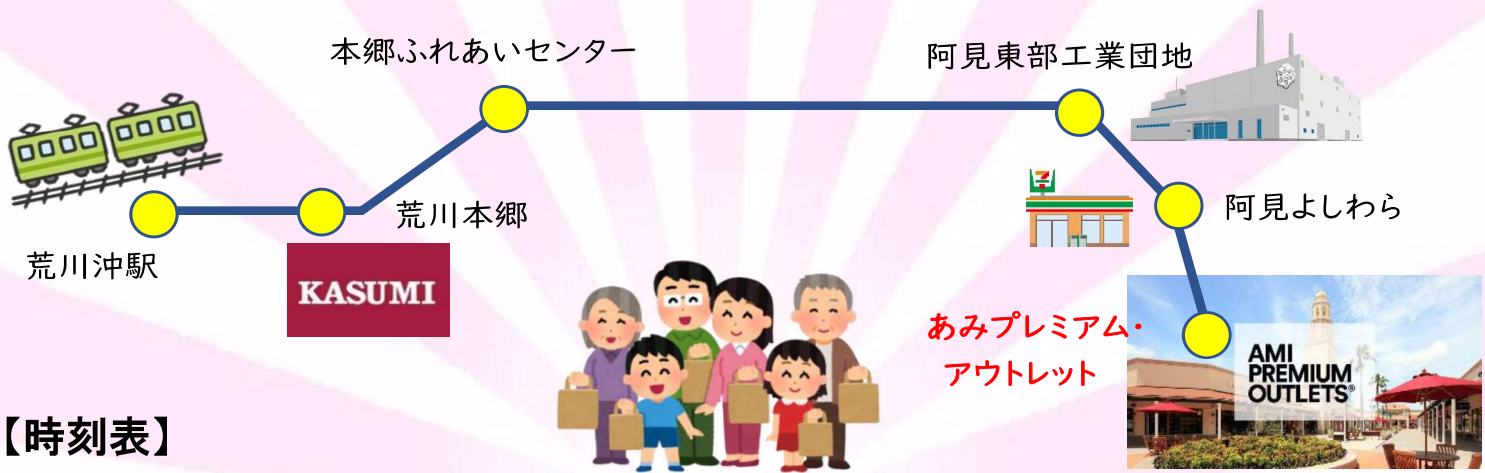 本郷ふれあいセンター
阿見東部工業団地
荒川本郷
阿見よしわら
荒川沖駅
KASUMI
あみプレミアム・
アウトレット
AMI
PREMIUM
OUTLETS®
【時刻表】